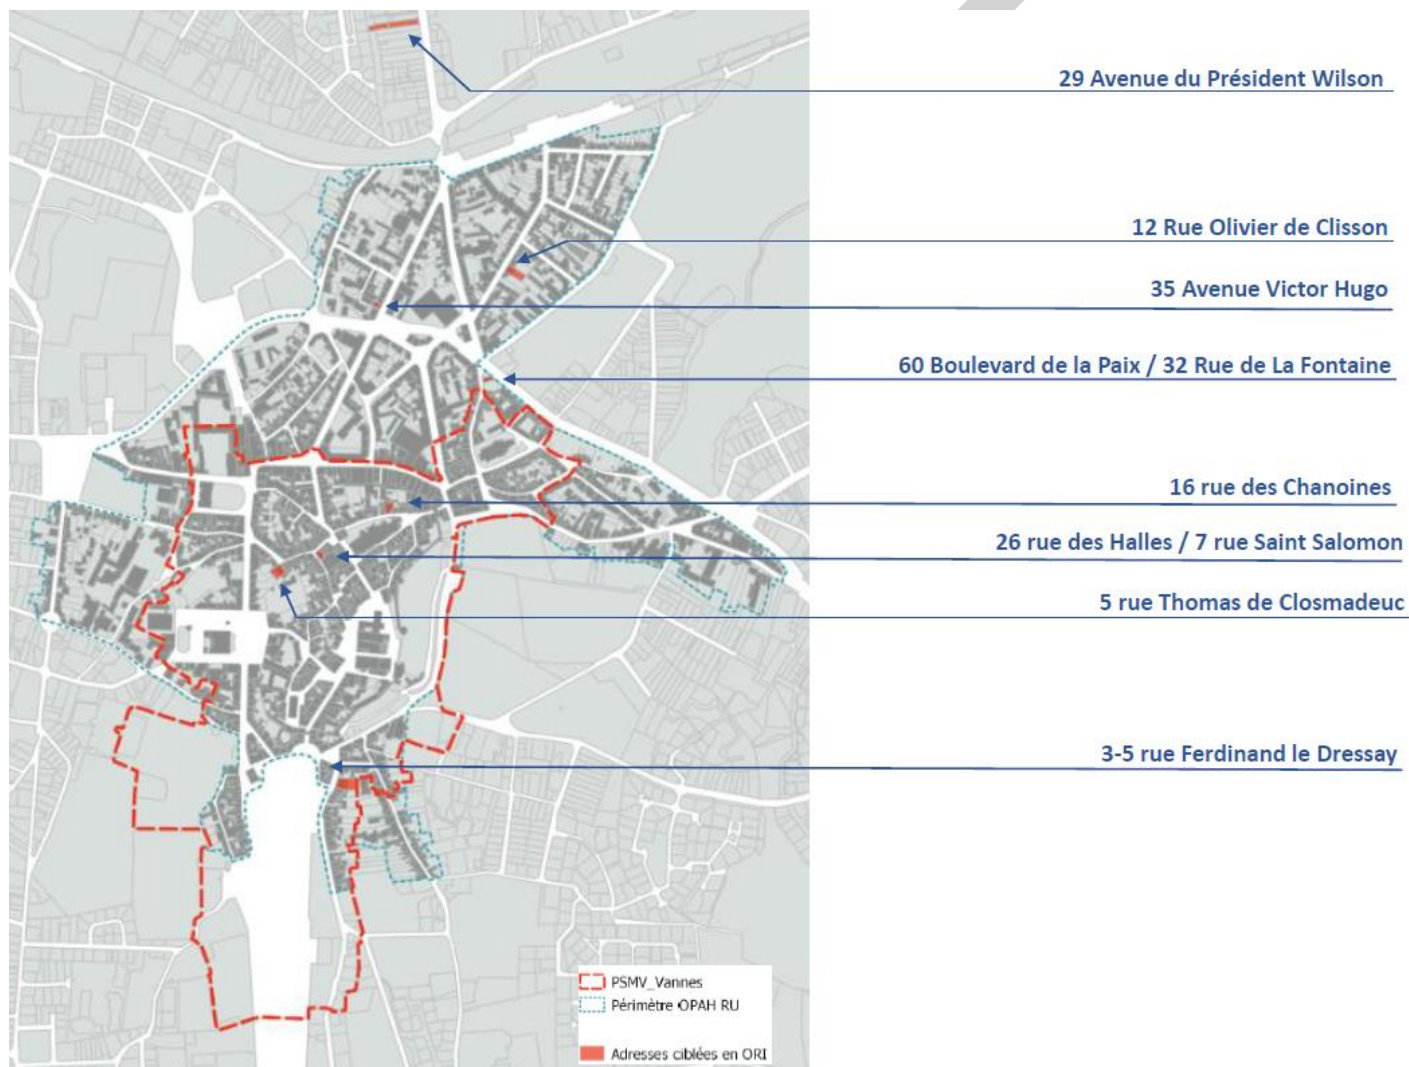 29 Avenue du Président Wilson
12 Rue Olivier de Clisson
35 Avenue Victor Hugo
60 Boulevard de la Paix / 32 Rue de La Fontaine
16 rue des Chanoines
26 rue des Halles / 7 rue Saint Salomon
5 rue Thomas de Closmadeuc
3-5 rue Ferdinand le Dressay
PSMV_Vannes
Périmètre OPAH RU
Adresses ciblées en ORI